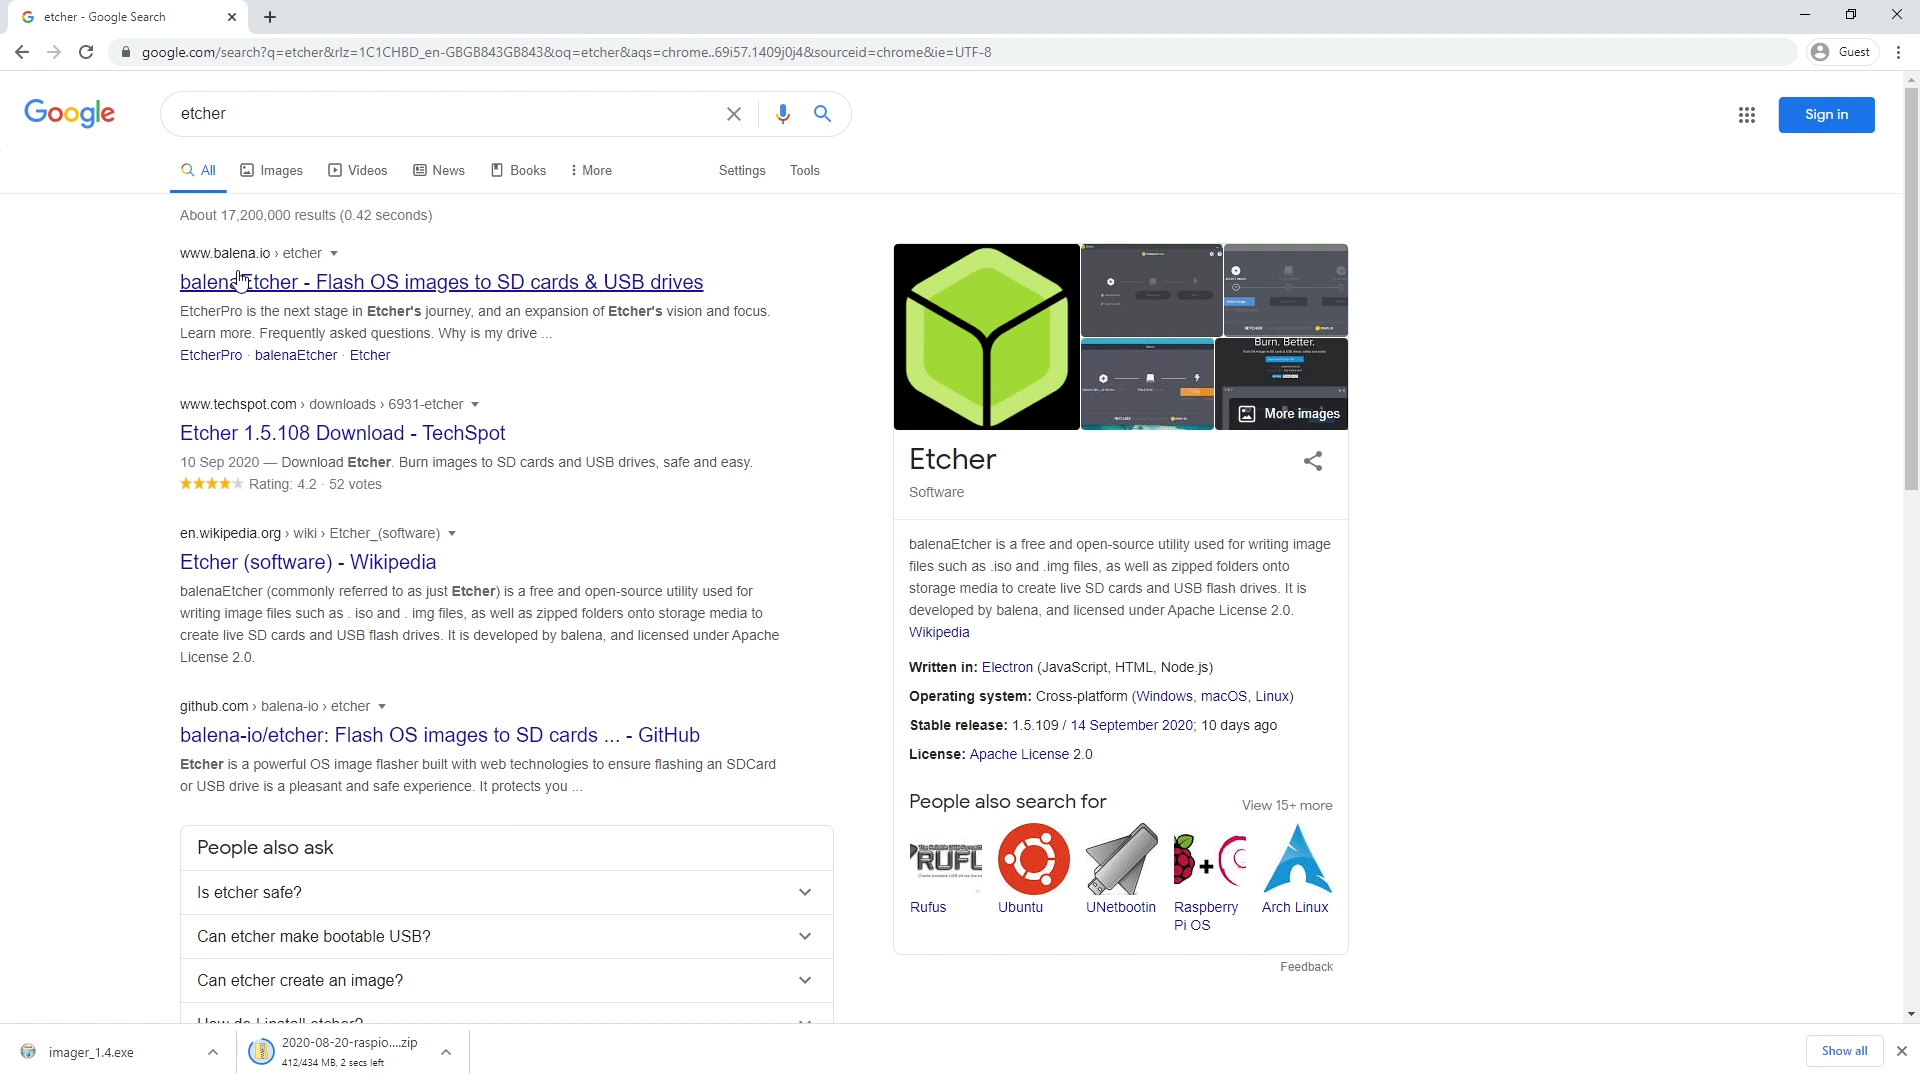 etcher - Google Search
google.com/search?q=etcher&rlz=1C1CHBD_en-GBGB843GB843&oq=etcher&aqs=chrome..69i57.1409j0j4&sourceid=chrome&ie=UTF-8
Guest
Google
etcher
Sign in
All
Images
Videos
News
Books
More
Settings
Tools
About 17,200,000 results (0.42 seconds)
www.balena.io › etcher
balenaEtcher - Flash OS images to SD cards & USB drives
EtcherPro is the next stage in Etcher's journey, and an expansion of Etcher's vision and focus.
Learn more. Frequently asked questions. Why is my drive ...
EtcherPro · balenaEtcher · Etcher
www.techspot.com › downloads › 6931-etcher
Etcher 1.5.108 Download - TechSpot
10 Sep 2020 — Download Etcher. Burn images to SD cards and USB drives, safe and easy.
Rating: 4.2 · 52 votes
en.wikipedia.org › wiki › Etcher_(software)
Etcher (software) - Wikipedia
balenaEtcher (commonly referred to as just Etcher) is a free and open-source utility used for
writing image files such as . iso and . img files, as well as zipped folders onto storage media to
create live SD cards and USB flash drives. It is developed by balena, and licensed under Apache
License 2.0.
github.com › balena-io › etcher
balena-io/etcher: Flash OS images to SD cards ... - GitHub
Etcher is a powerful OS image flasher built with web technologies to ensure flashing an SDCard
or USB drive is a pleasant and safe experience. It protects you ...
People also ask
Is etcher safe?
Can etcher make bootable USB?
Can etcher create an image?
How do I install etcher?
Burn. Better.
More images
Etcher
Software
balenaEtcher is a free and open-source utility used for writing image
files such as .iso and .img files, as well as zipped folders onto
storage media to create live SD cards and USB flash drives. It is
developed by balena, and licensed under Apache License 2.0.
Wikipedia
Written in: Electron (JavaScript, HTML, Node.js)
Operating system: Cross-platform (Windows, macOS, Linux)
Stable release: 1.5.109 / 14 September 2020; 10 days ago
License: Apache License 2.0
People also search for
View 15+ more
RUFL
Rufus
Ubuntu
UNetbootin
Raspberry
Pi OS
Arch Linux
Feedback
imager_1.4.exe
2020-08-20-raspio....zip
412/434 MB, 2 secs left
Show all